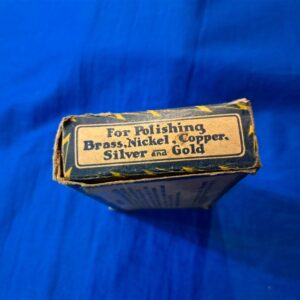 For Polishing
Brass, Nickel, Copper,
Silver and Gold